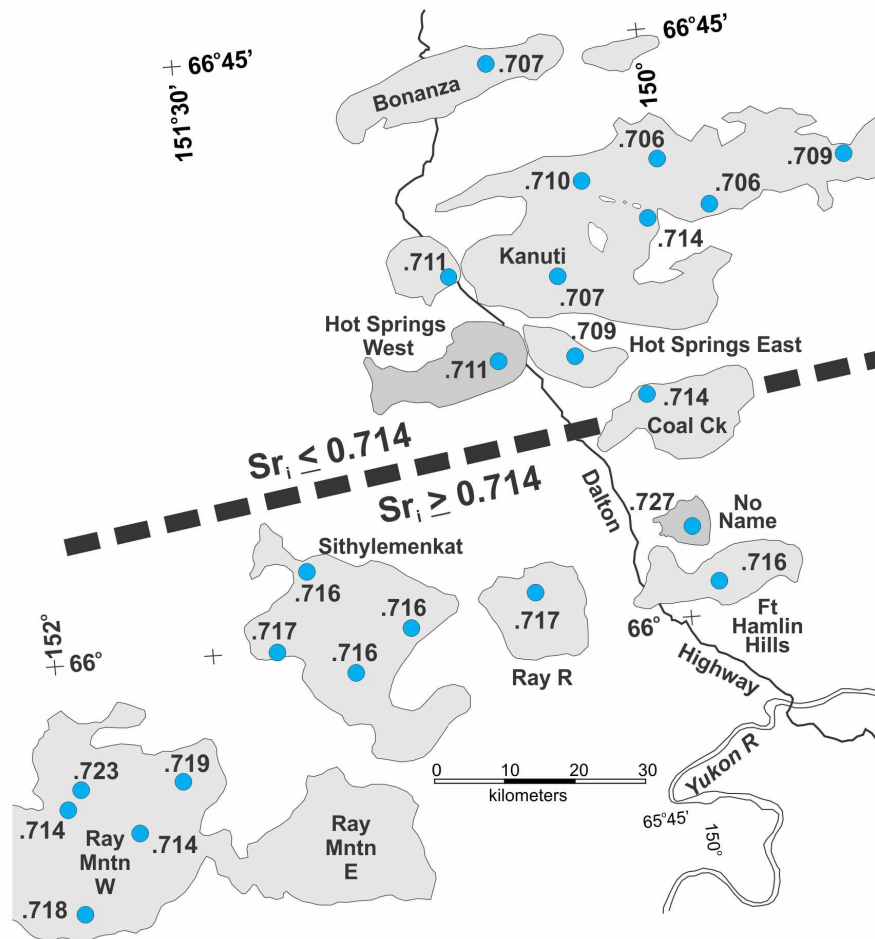 66°45'
66°45'
151°30'
150°
.707
Bonanza
.706
.709
.710
.706
.714
Kanuti
.711
.707
Hot Springs
West
.709
Hot Springs East
.711
.714
Coal Ck
Sr i ≤ 0.714
Sr i ≥ 0.714
Dalton
.727
No
Name
Sithylemenkat
.716
.716
.716
.717
.716
.717
Ray R
152°
66°
66°
Ft
Hamlin
Hills
Highway
.723
.719
.714
.714
Ray
Mntn
W
.718
Ray
Mntn
E
0 10 20 30
kilometers
Yukon R
65°45'
150°